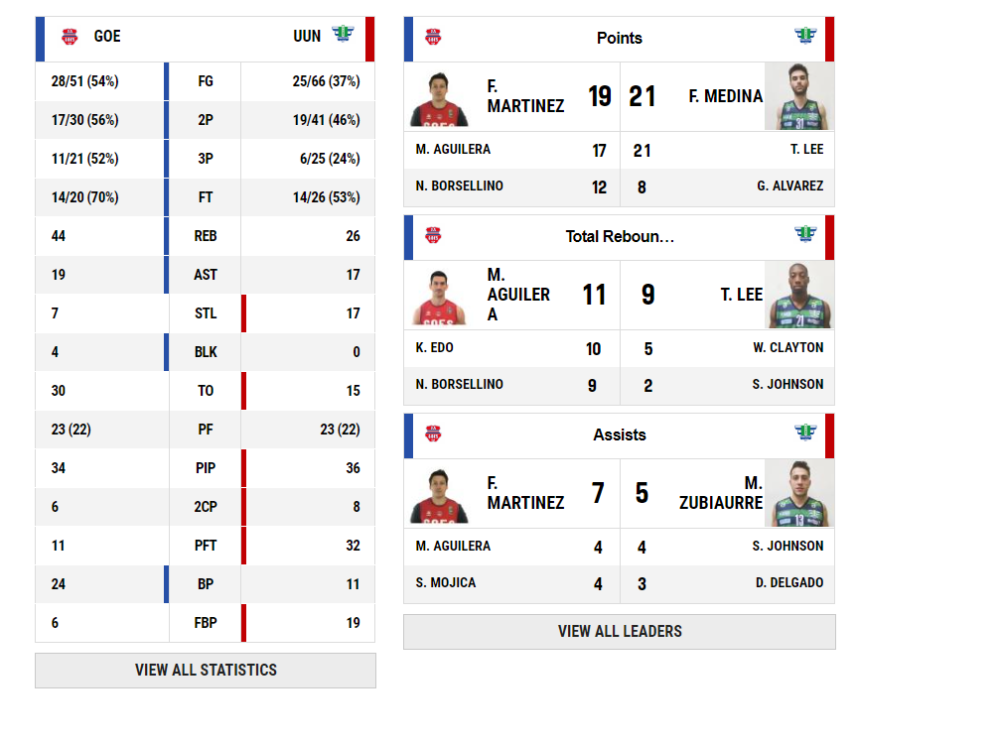 GOE UUN
28/51 (54%) FG 25/66 (37%)
17/30 (56%) 2P 19/41 (46%)
11/21 (52%) 3P 6/25 (24%)
14/20 (70%) FT 14/26 (53%)
44 REB 26
19 AST 17
7 STL 17
4 BLK 0
30 TO 15
23 (22) PF 23 (22)
34 PIP 36
6 2CP 8
11 PFT 32
24 BP 11
6 FBP 19
VIEW ALL STATISTICS
Points
F.
MARTINEZ 19 21 F. MEDINA
M. AGUILERA 17 21 T. LEE
N. BORSELLINO 12 8 G. ALVAREZ
Total Reboun…
M.
AGUILER 11 9 T. LEE
A
K. EDO 10 5 W. CLAYTON
N. BORSELLINO 9 2 S. JOHNSON
Assists
F. M.
MARTINEZ 7 5 ZUBIAURRE
M. AGUILERA 4 4 S. JOHNSON
S. MOJICA 4 3 D. DELGADO
VIEW ALL LEADERS